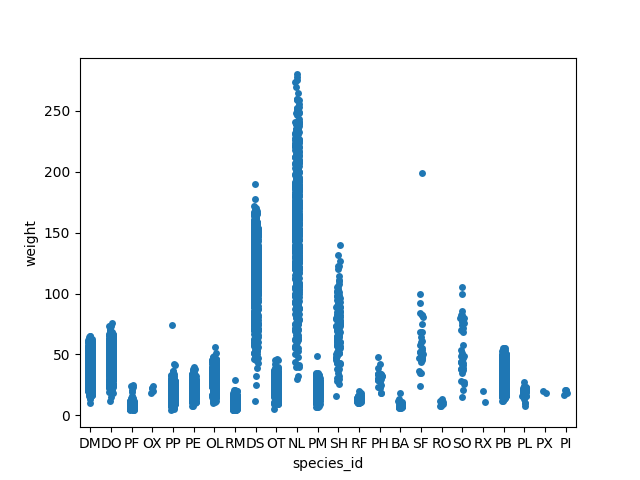 250
200
150
100
50
0
weight
DM DO PF OX PP PE OL RM DS OT NL PM SH RF PH BA SF RO SO RX PB PL PX PI
species_id